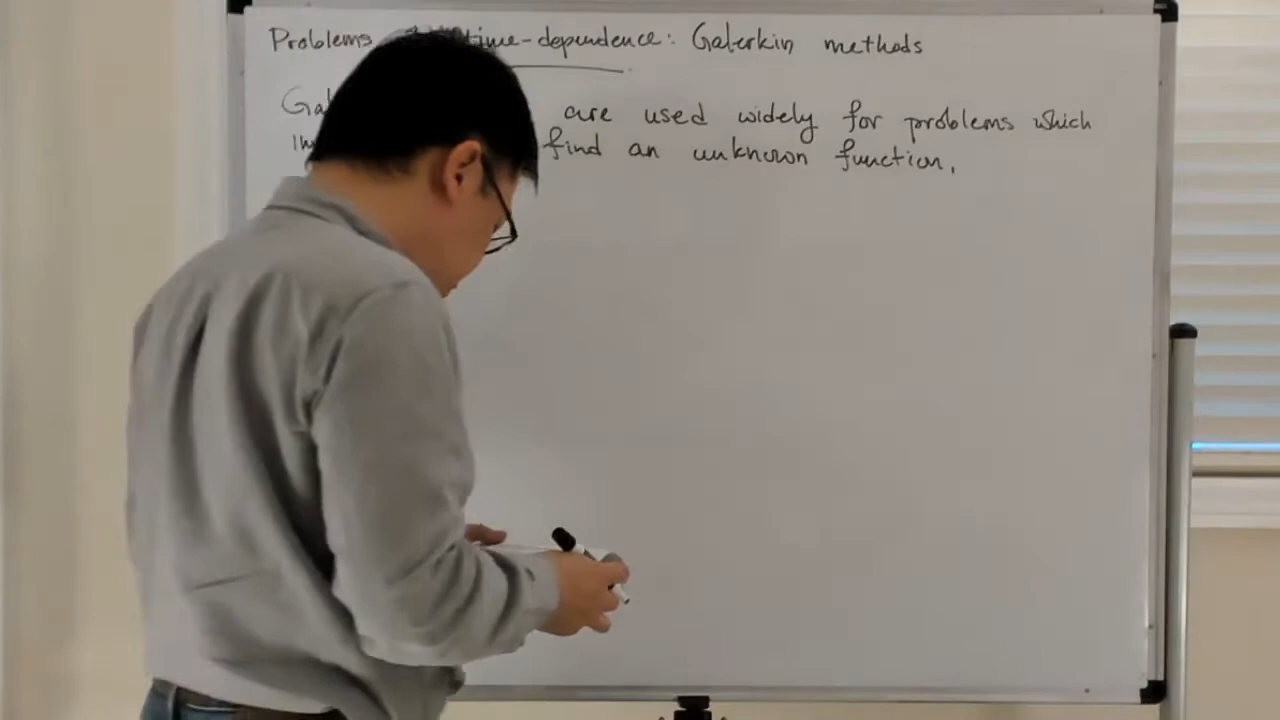 Problems time-dependence: Galerkin methods
are used widely for problems which
find an unknown function.